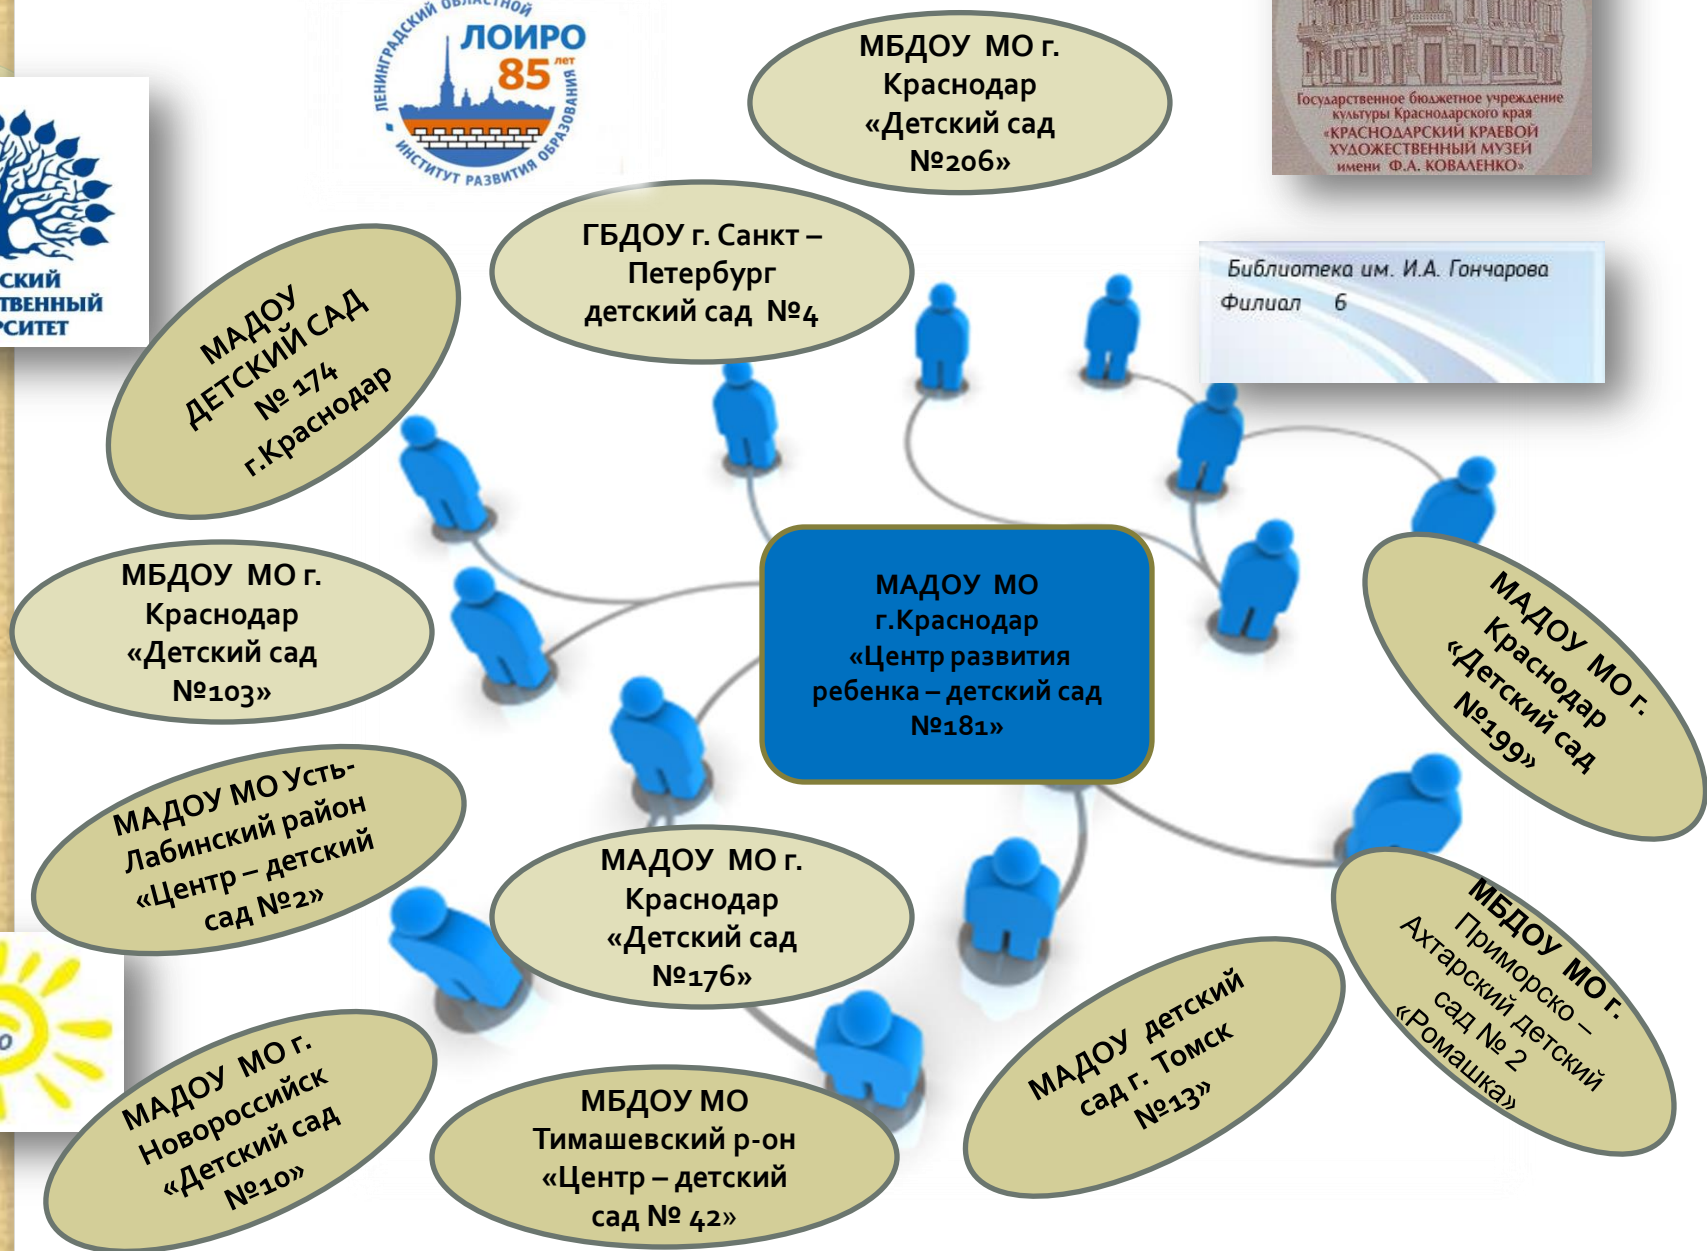 ЛЕНИНГРАДСКИЙ ОБЛАСТНОЙ
ЛОИРО
85 лет
ИНСТИТУТ РАЗВИТИЯ ОБРАЗОВАНИЯ
МБДОУ МО г.
Краснодар
«Детский сад
№206»
Государственное бюджетное учреждение
культуры Краснодарского края
«КРАСНОДАРСКИЙ КРАЕВОЙ
ХУДОЖЕСТВЕННЫЙ МУЗЕЙ
имени Ф.А. КОВАЛЕНКО»
ГБДОУ г. Санкт –
Петербург
детский сад №4
Библиотека им. И.А. Гончарова
Филиал 6
СКИЙ
ТВЕННЫЙ
РСИТЕТ
МАДОУ
ДЕТСКИЙ САД
№ 174
г.Краснодар
МБДОУ МО г.
Краснодар
«Детский сад
№103»
МАДОУ МО
г.Краснодар
«Центр развития
ребенка – детский сад
№181»
МАДОУ МО г.
Краснодар
«Детский сад
№199»
МАДОУ МО Усть-
Лабинский район
«Центр – детский
сад №2»
МАДОУ МО г.
Краснодар
«Детский сад
№176»
МБДОУ МО г.
Приморско –
Ахтарский детский
сад № 2
«Ромашка»
МАДОУ МО г.
Новороссийск
«Детский сад
№10»
МБДОУ МО
Тимашевский р-он
«Центр – детский
сад № 42»
МАДОУ детский
сад г. Томск
№13»